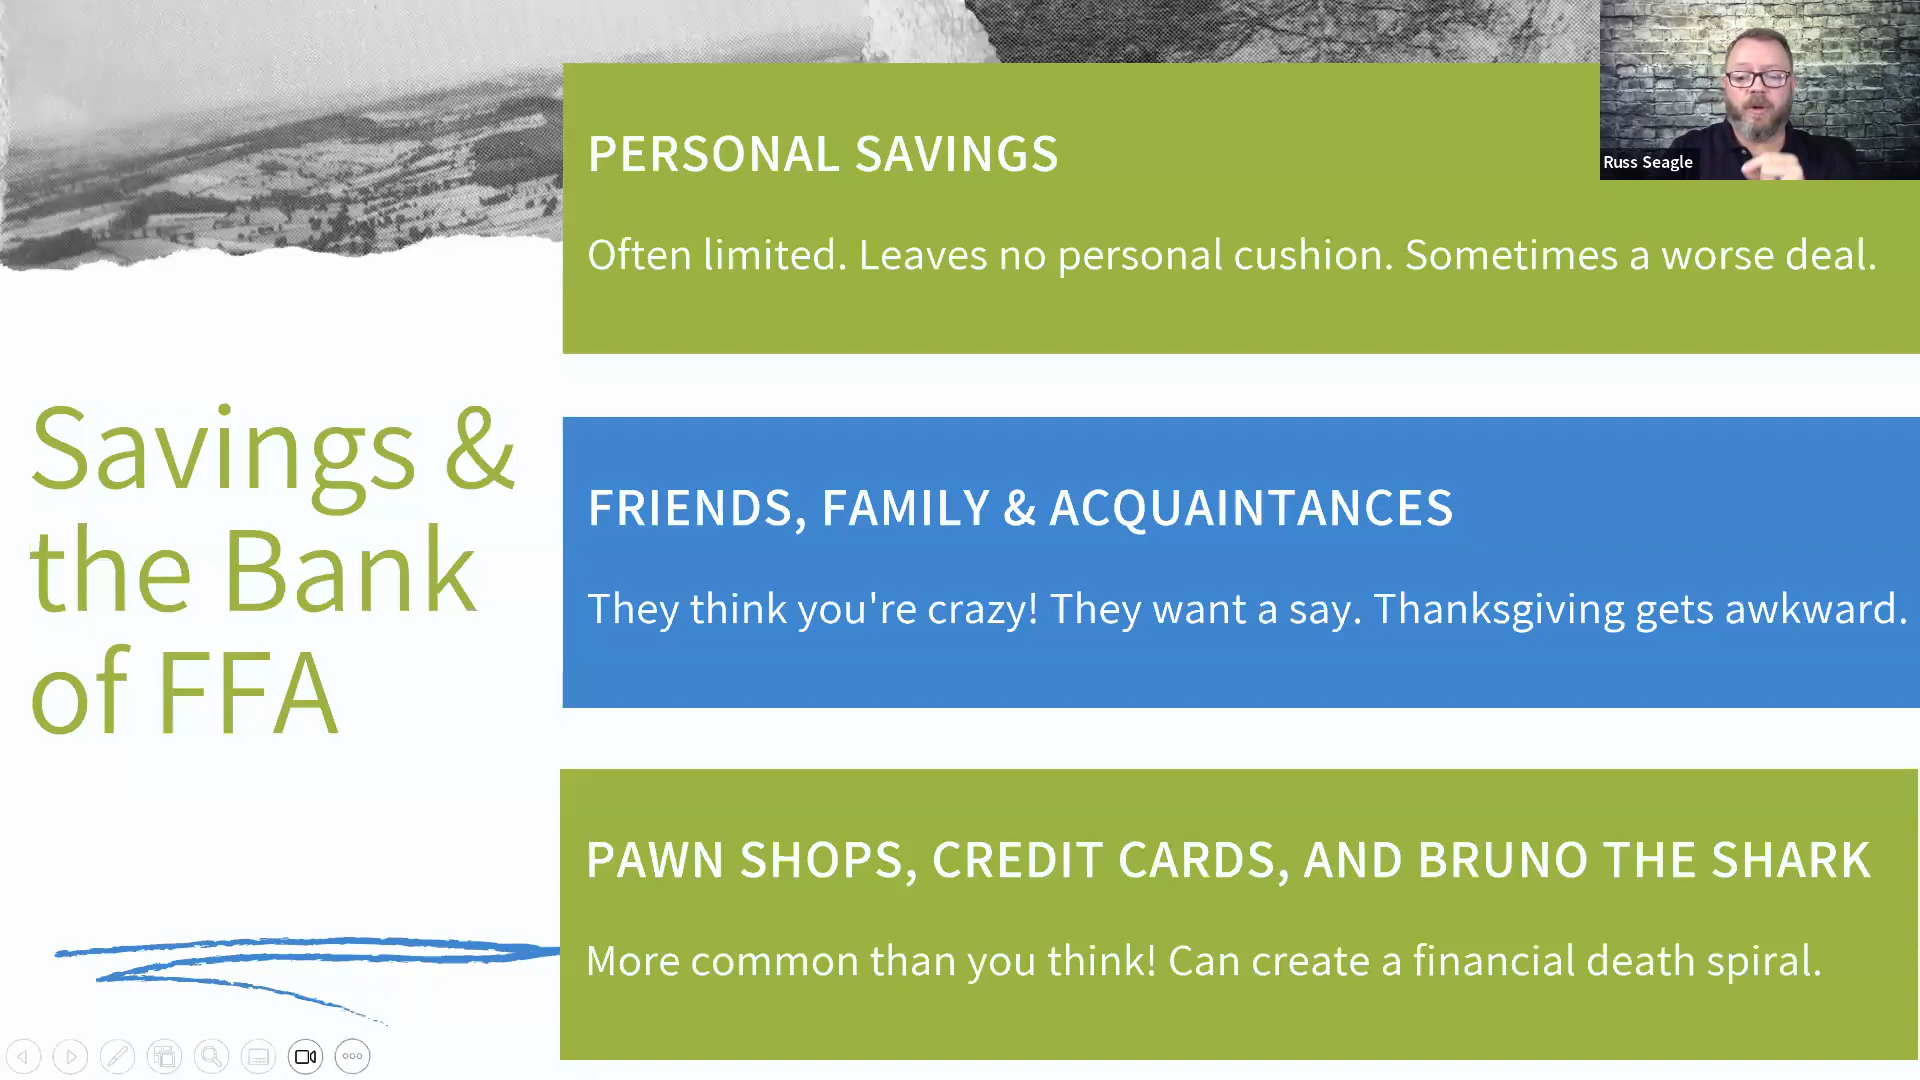 PERSONAL SAVINGS
Often limited. Leaves no personal cushion. Sometimes a worse deal.
Russ Seagle
Savings &
the Bank
of FFA
FRIENDS, FAMILY & ACQUAINTANCES
They think you're crazy! They want a say. Thanksgiving gets awkward.
PAWN SHOPS, CREDIT CARDS, AND BRUNO THE SHARK
More common than you think! Can create a financial death spiral.